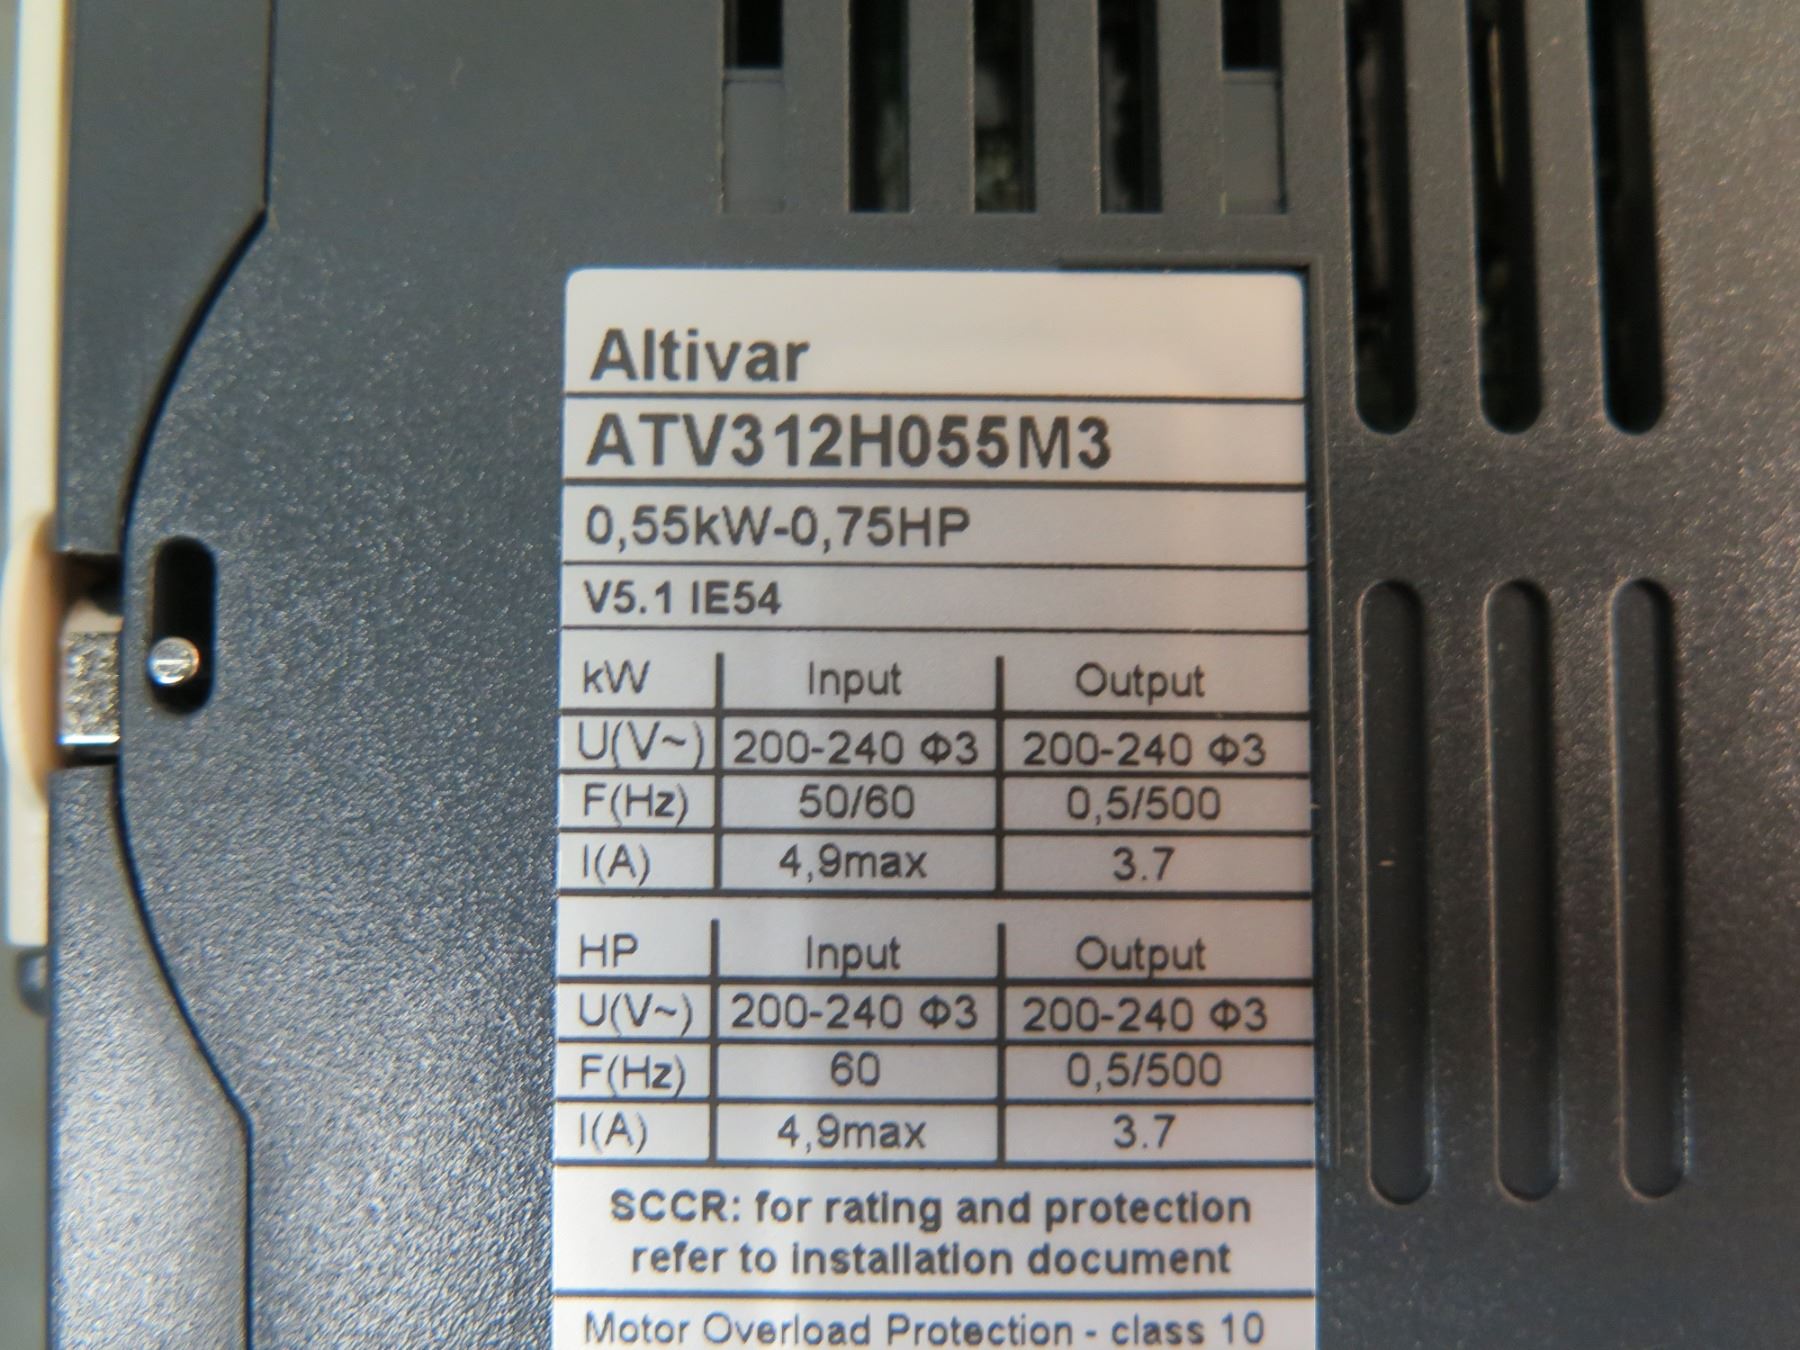 Altivar
ATV312H055M3
0,55kW-0,75HP
V5.1 IE54
kW Input Output
U(V~) 200-240 Φ3 200-240 Φ3
F(Hz) 50/60 0,5/500
I(A) 4,9max 3.7
HP Input Output
U(V~) 200-240 Φ3 200-240 Φ3
F(Hz) 60 0,5/500
I(A) 4,9max 3.7
SCCR: for rating and protection
refer to installation document
Motor Overload Protection - class 10